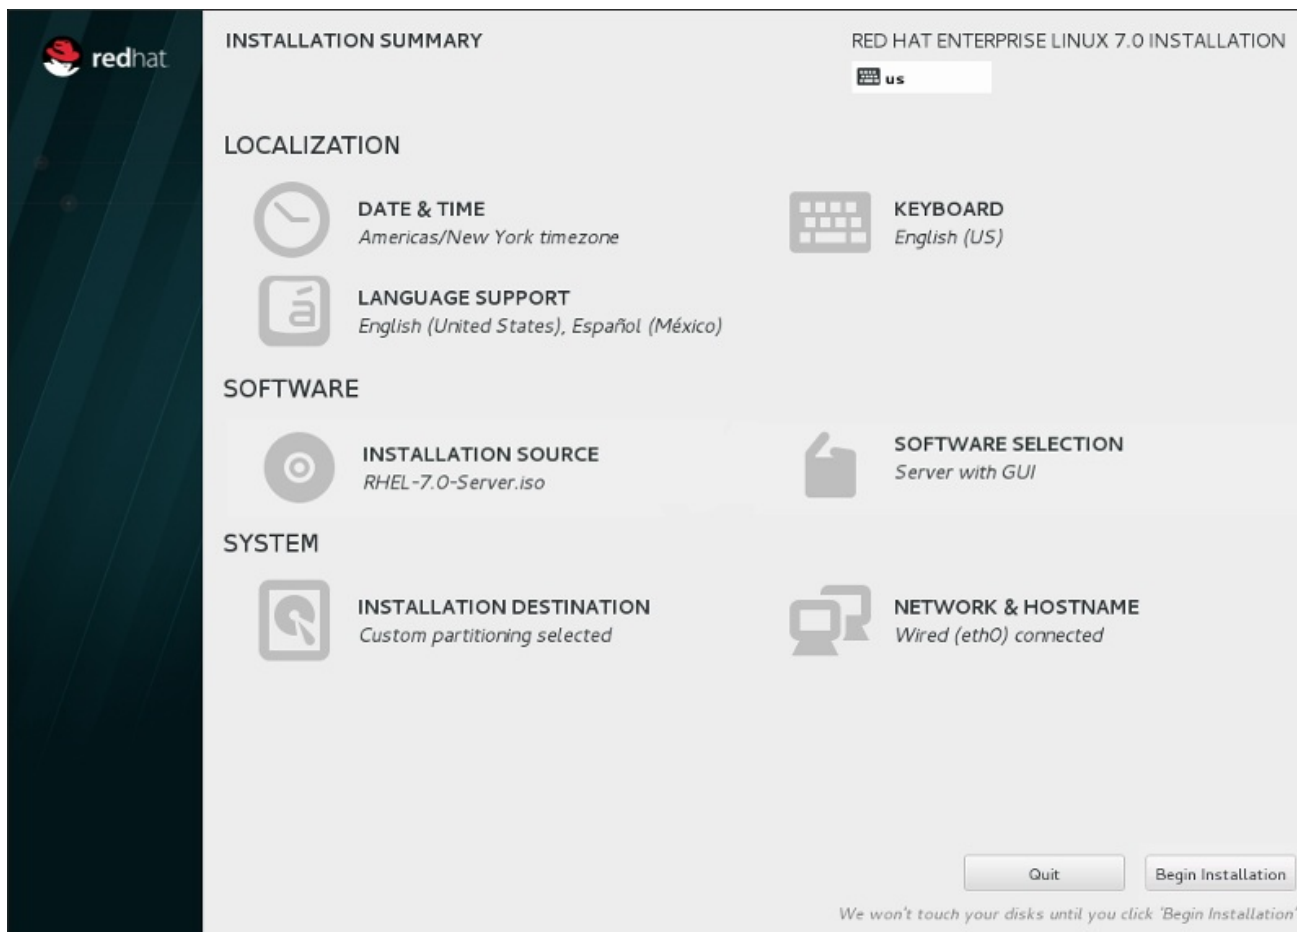 redhat
INSTALLATION SUMMARY
RED HAT ENTERPRISE LINUX 7.0 INSTALLATION
us
LOCALIZATION
DATE & TIME
Americas/New York timezone
KEYBOARD
English (US)
á
LANGUAGE SUPPORT
English (United States), Español (México)
SOFTWARE
INSTALLATION SOURCE
RHEL-7.0-Server.iso
SOFTWARE SELECTION
Server with GUI
SYSTEM
INSTALLATION DESTINATION
Custom partitioning selected
NETWORK & HOSTNAME
Wired (eth0) connected
Quit
Begin Installation
We won't touch your disks until you click 'Begin Installation'